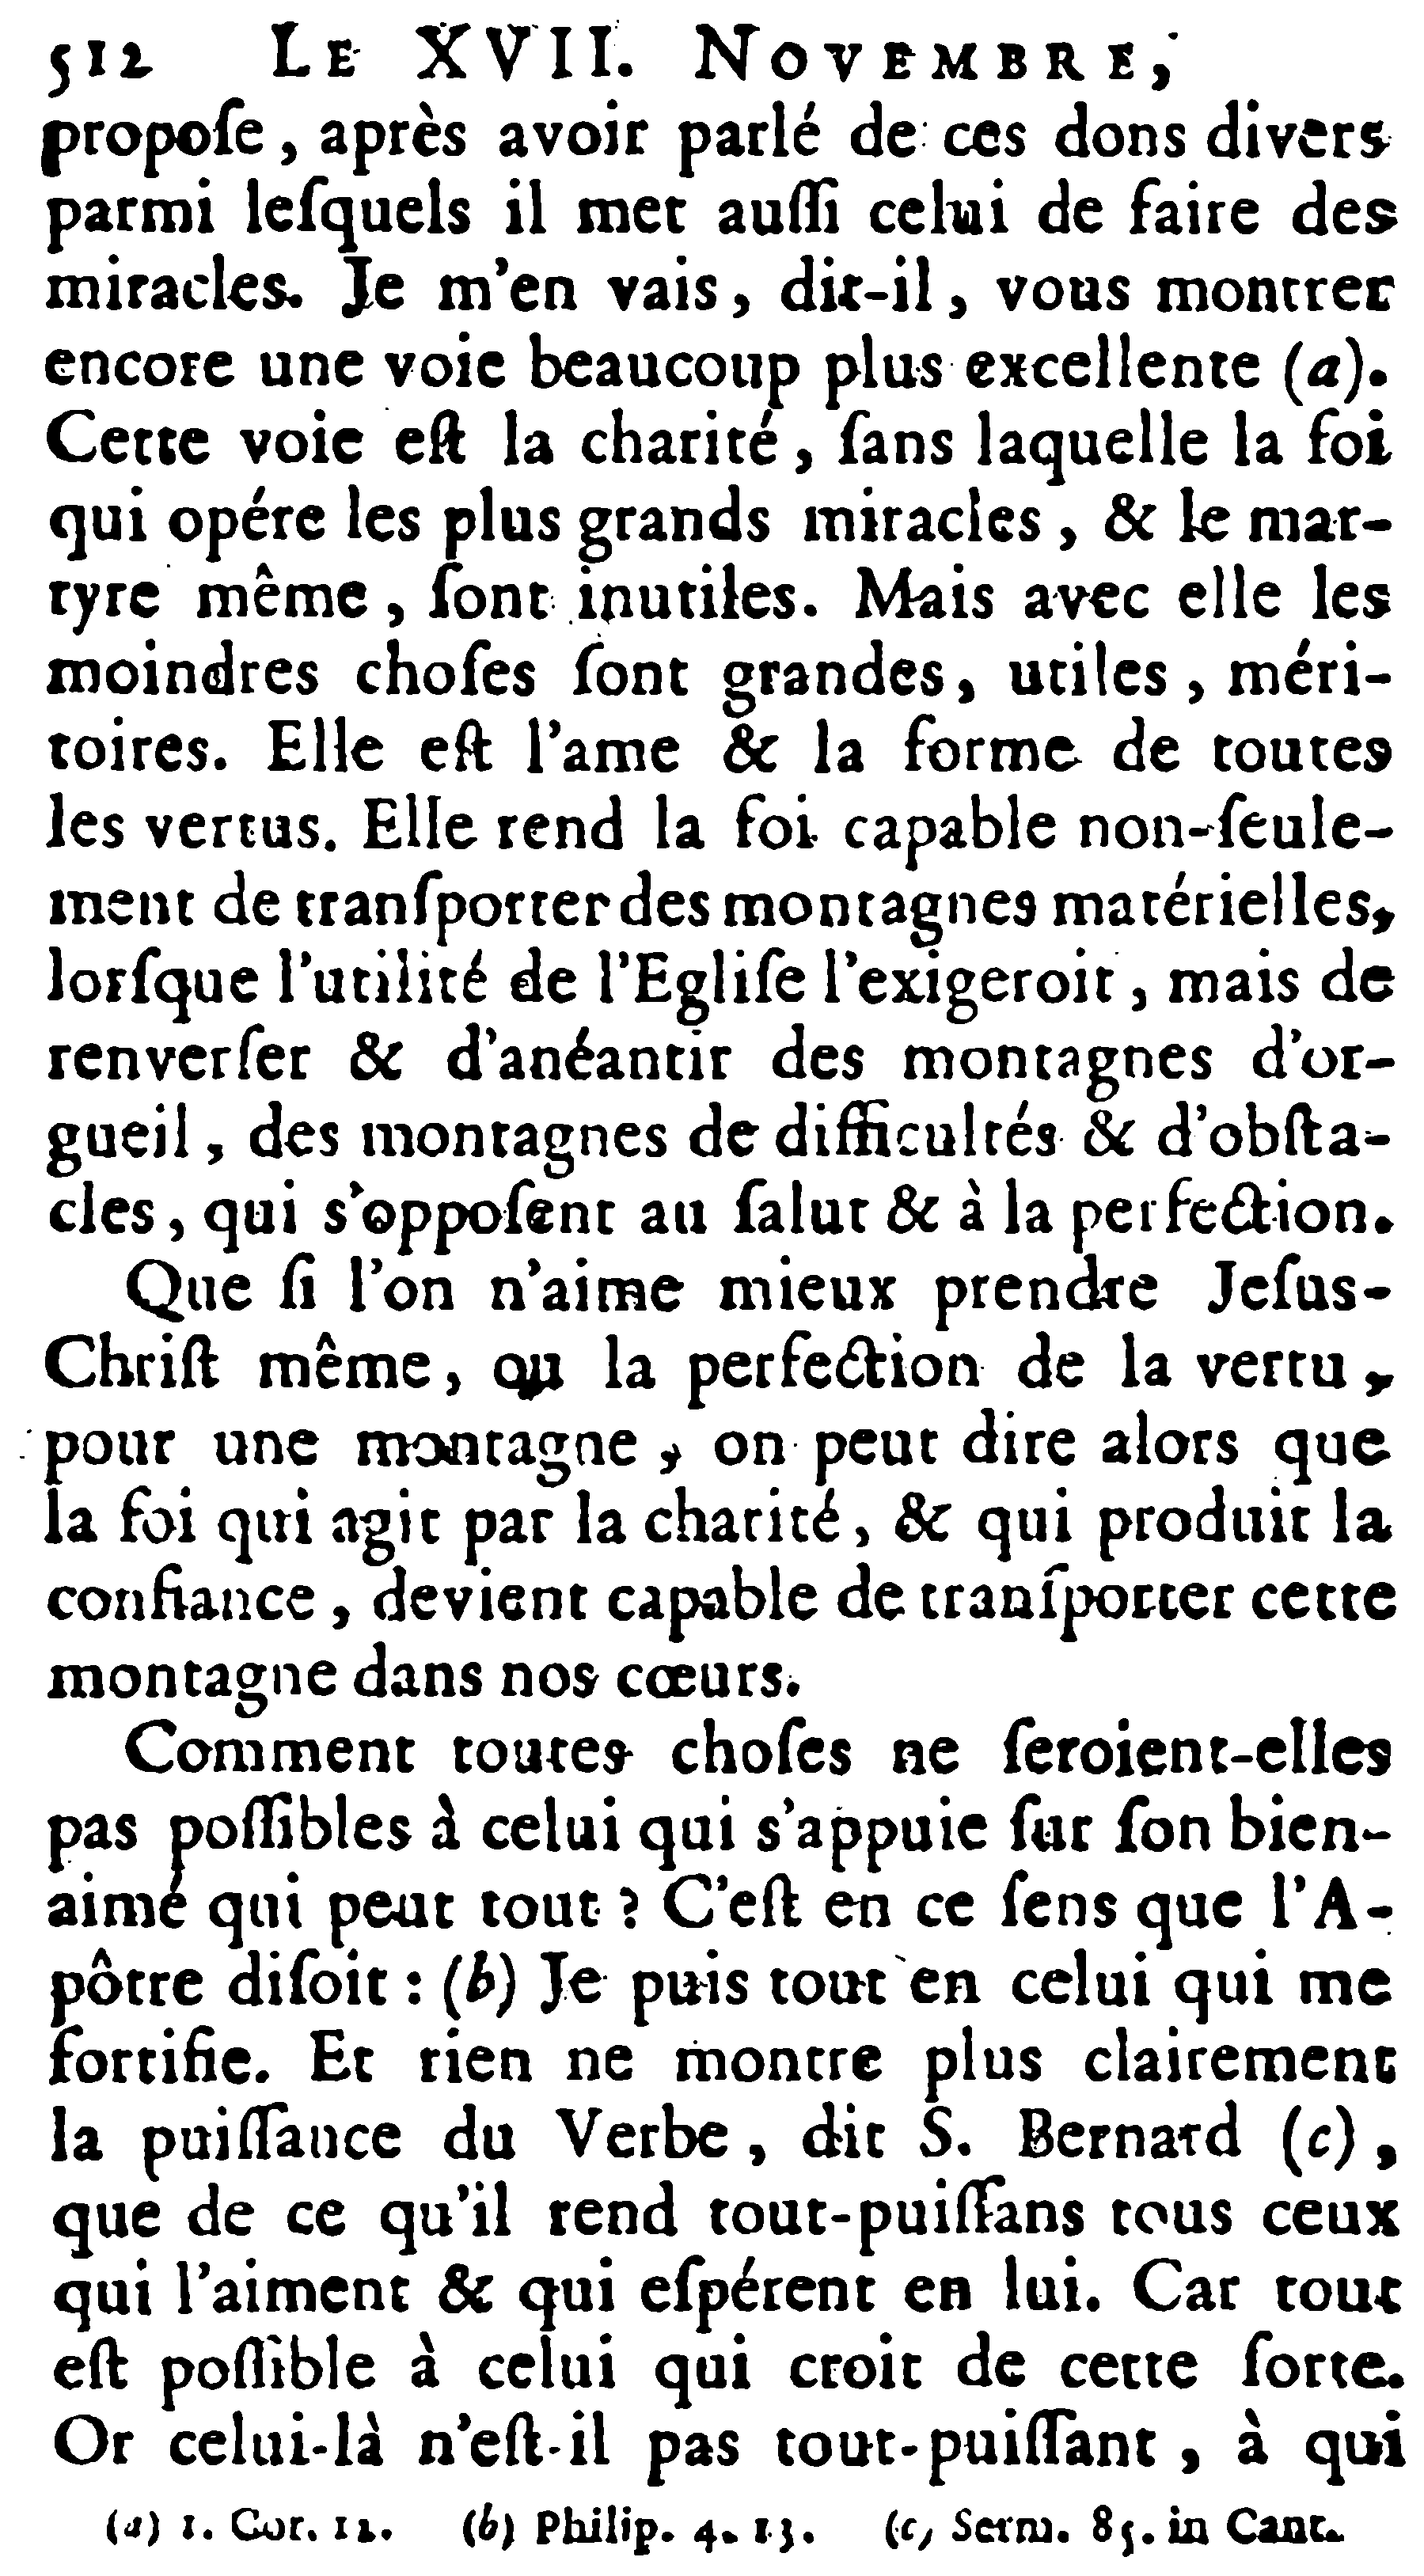 512 LE XVII. NOVEMBRE,
propoſe, après avoir parlé de ces dons divers
parmi leſquels il met auſſi celui de faire des
miracles. Je m'en vais, dit-il, vous montrer
encore une voie beaucoup plus excellente (a).
Cette voie eſt la charité, ſans laquelle la foi
qui opére les plus grands miracles, & le mar-
tyre même, ſont inutiles. Mais avec elle les
moindres choſes ſont grandes, utiles, méri-
toires. Elle eſt l'ame & la forme de toutes
les vertus. Elle rend la foi capable non-ſeule-
ment de tranſporter des montagnes matérielles,
lorſque l'utilité de l'Egliſe l'exigeroit, mais de
renverſer & d'anéantir des montagnes d'or-
gueil, des montagnes de difficultés & d'obſta-
cles, qui s'oppoſent au ſalut & à la perfection.
Que ſi l'on n'aime mieux prendre Jeſus-
Chriſt même, ou la perfection de la vertu,
pour une montagne, on peut dire alors que
la foi qui agit par la charité, & qui produit la
confiance, devient capable de tranſporter cette
montagne dans nos cœurs.
Comment toutes choſes ne ſeroient-elles
pas poſſibles à celui qui s'appuie ſur ſon bien-
aimé qui peut tout? C'eſt en ce ſens que l'A-
pôtre diſoit: (b) Je puis tout en celui qui me
fortifie. Et rien ne montre plus clairement
la puiſſance du Verbe, dit S. Bernard (c),
que de ce qu'il rend tout-puiſſans tous ceux
qui l'aiment & qui eſpérent en lui. Car tout
eſt poſſible à celui qui croit de cette ſorte.
Or celui-là n'eſt-il pas tout-puiſſant, à qui
(a) 1. Cor. 12. (b) Philip. 4. 13. (c) Serm. 85. in Cant.